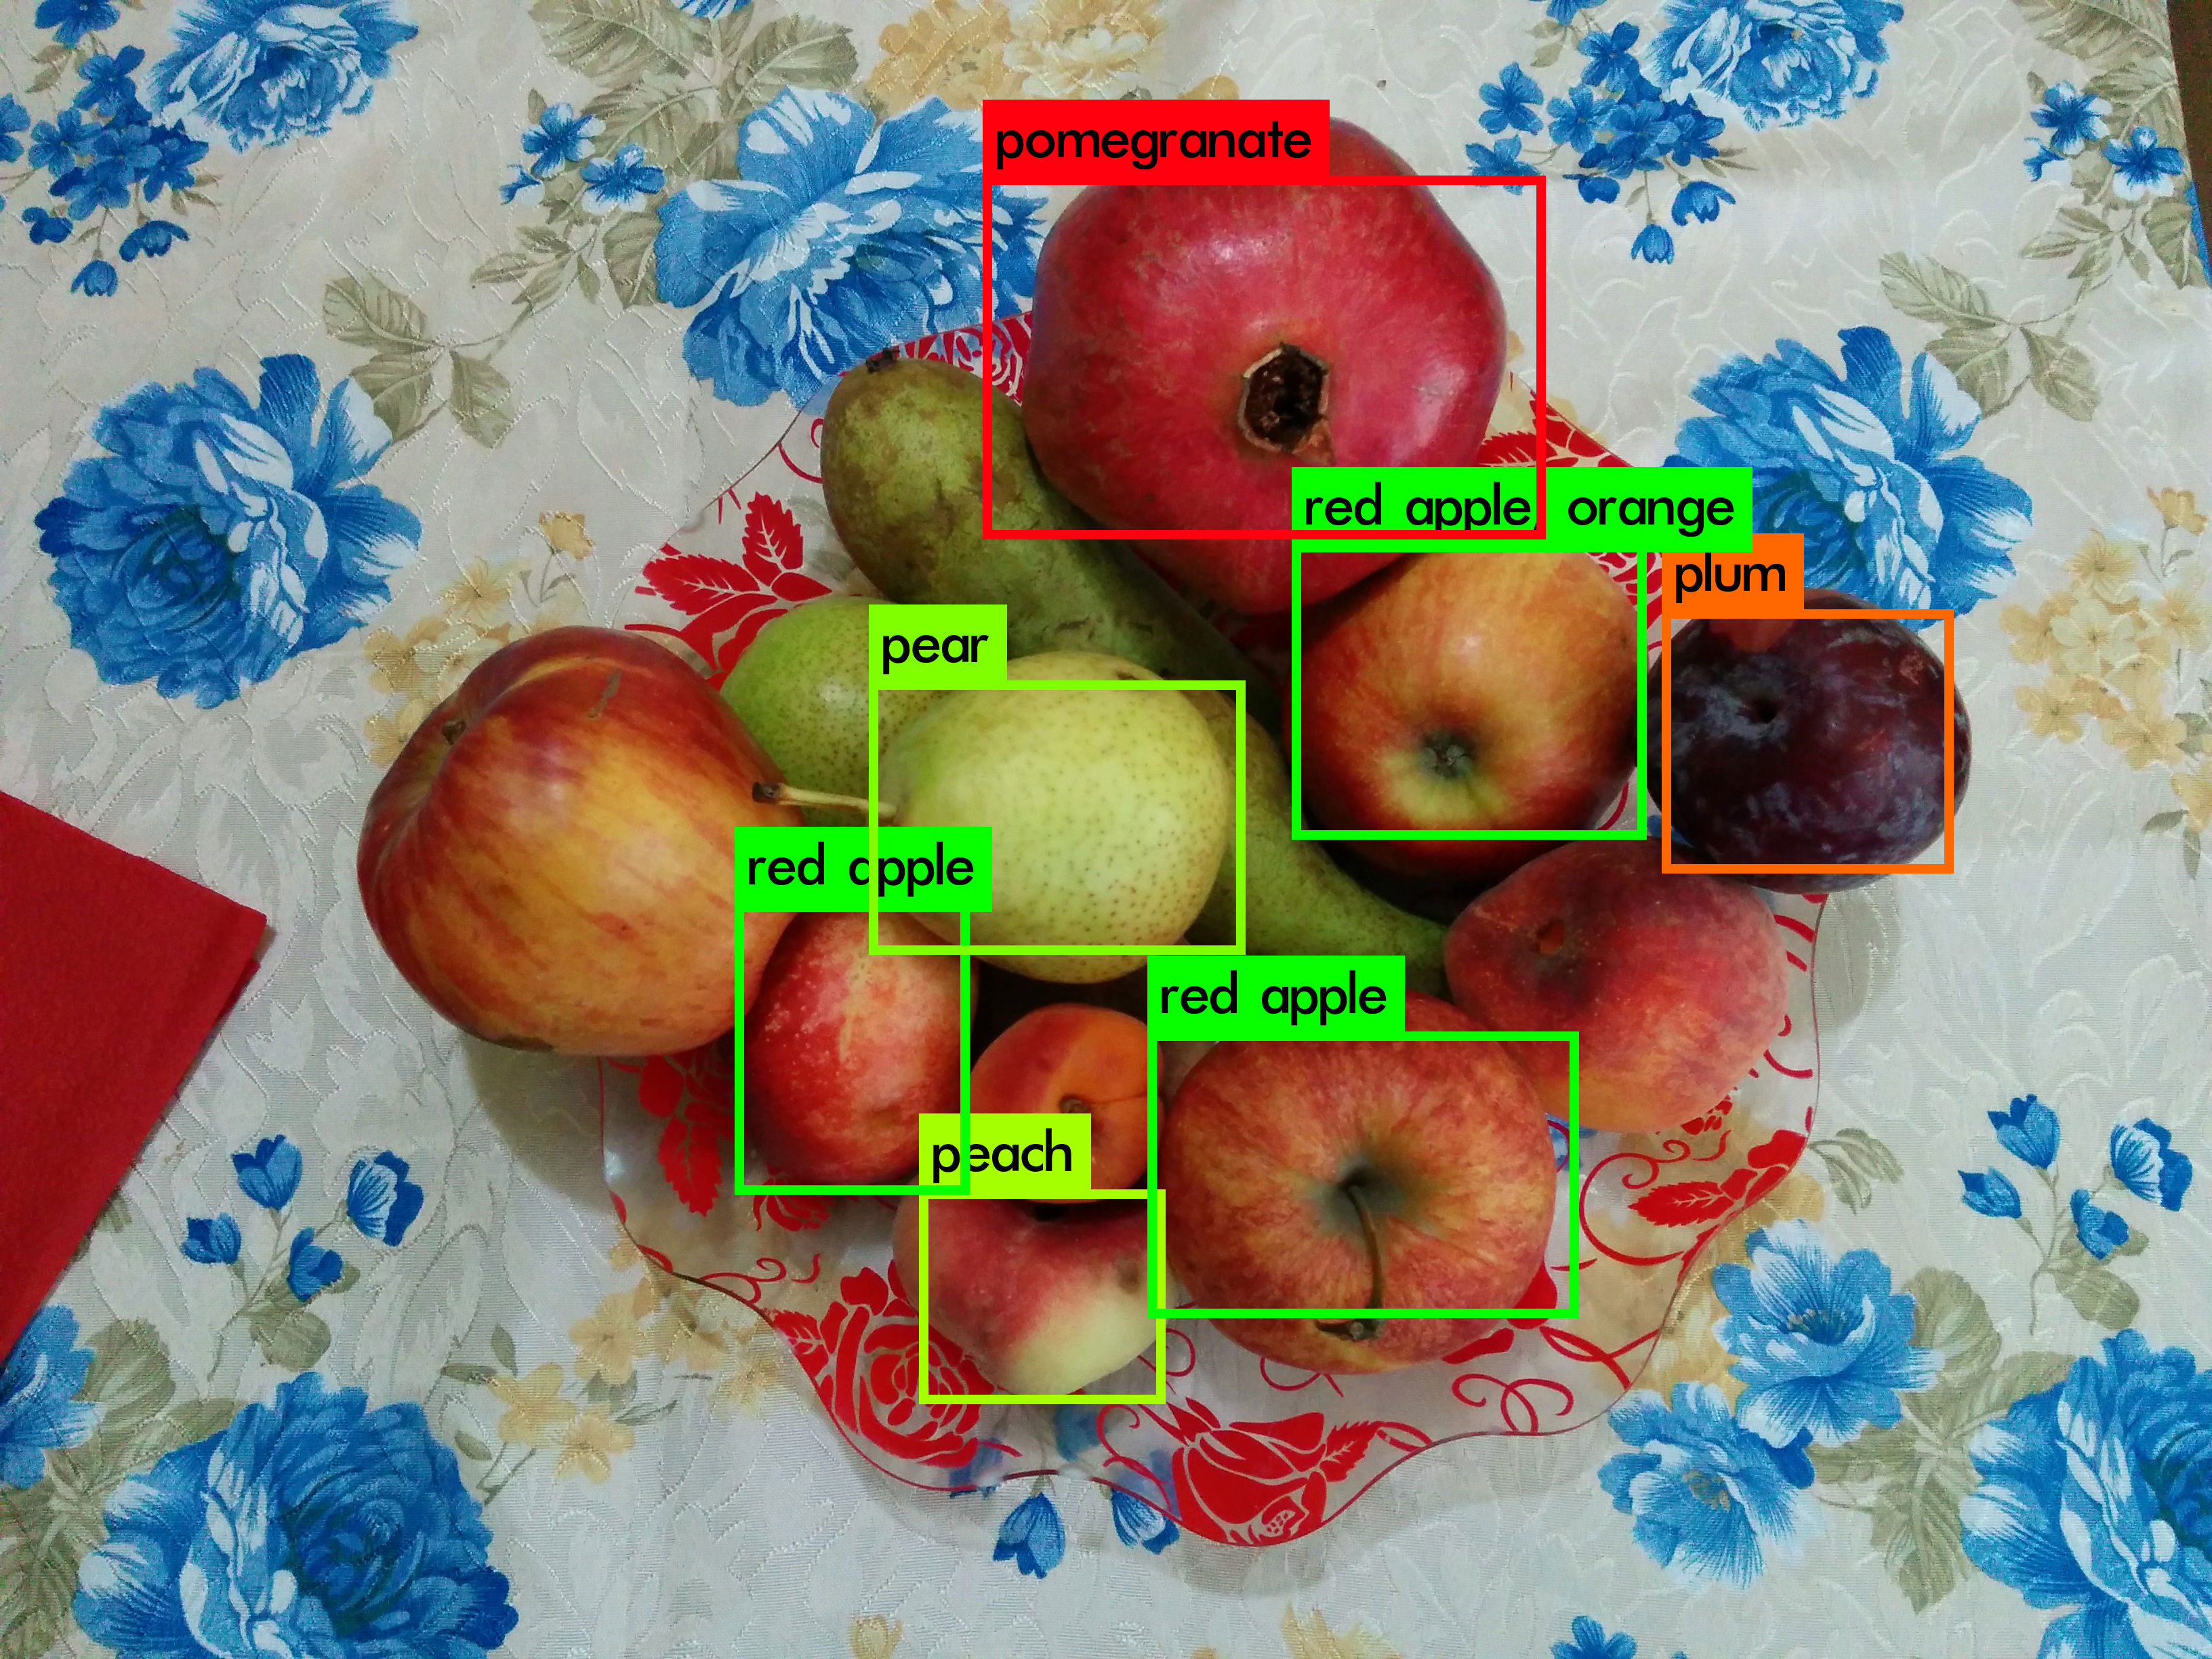 pomegranate
red apple, orange
plum
pear
red apple
red apple
peach